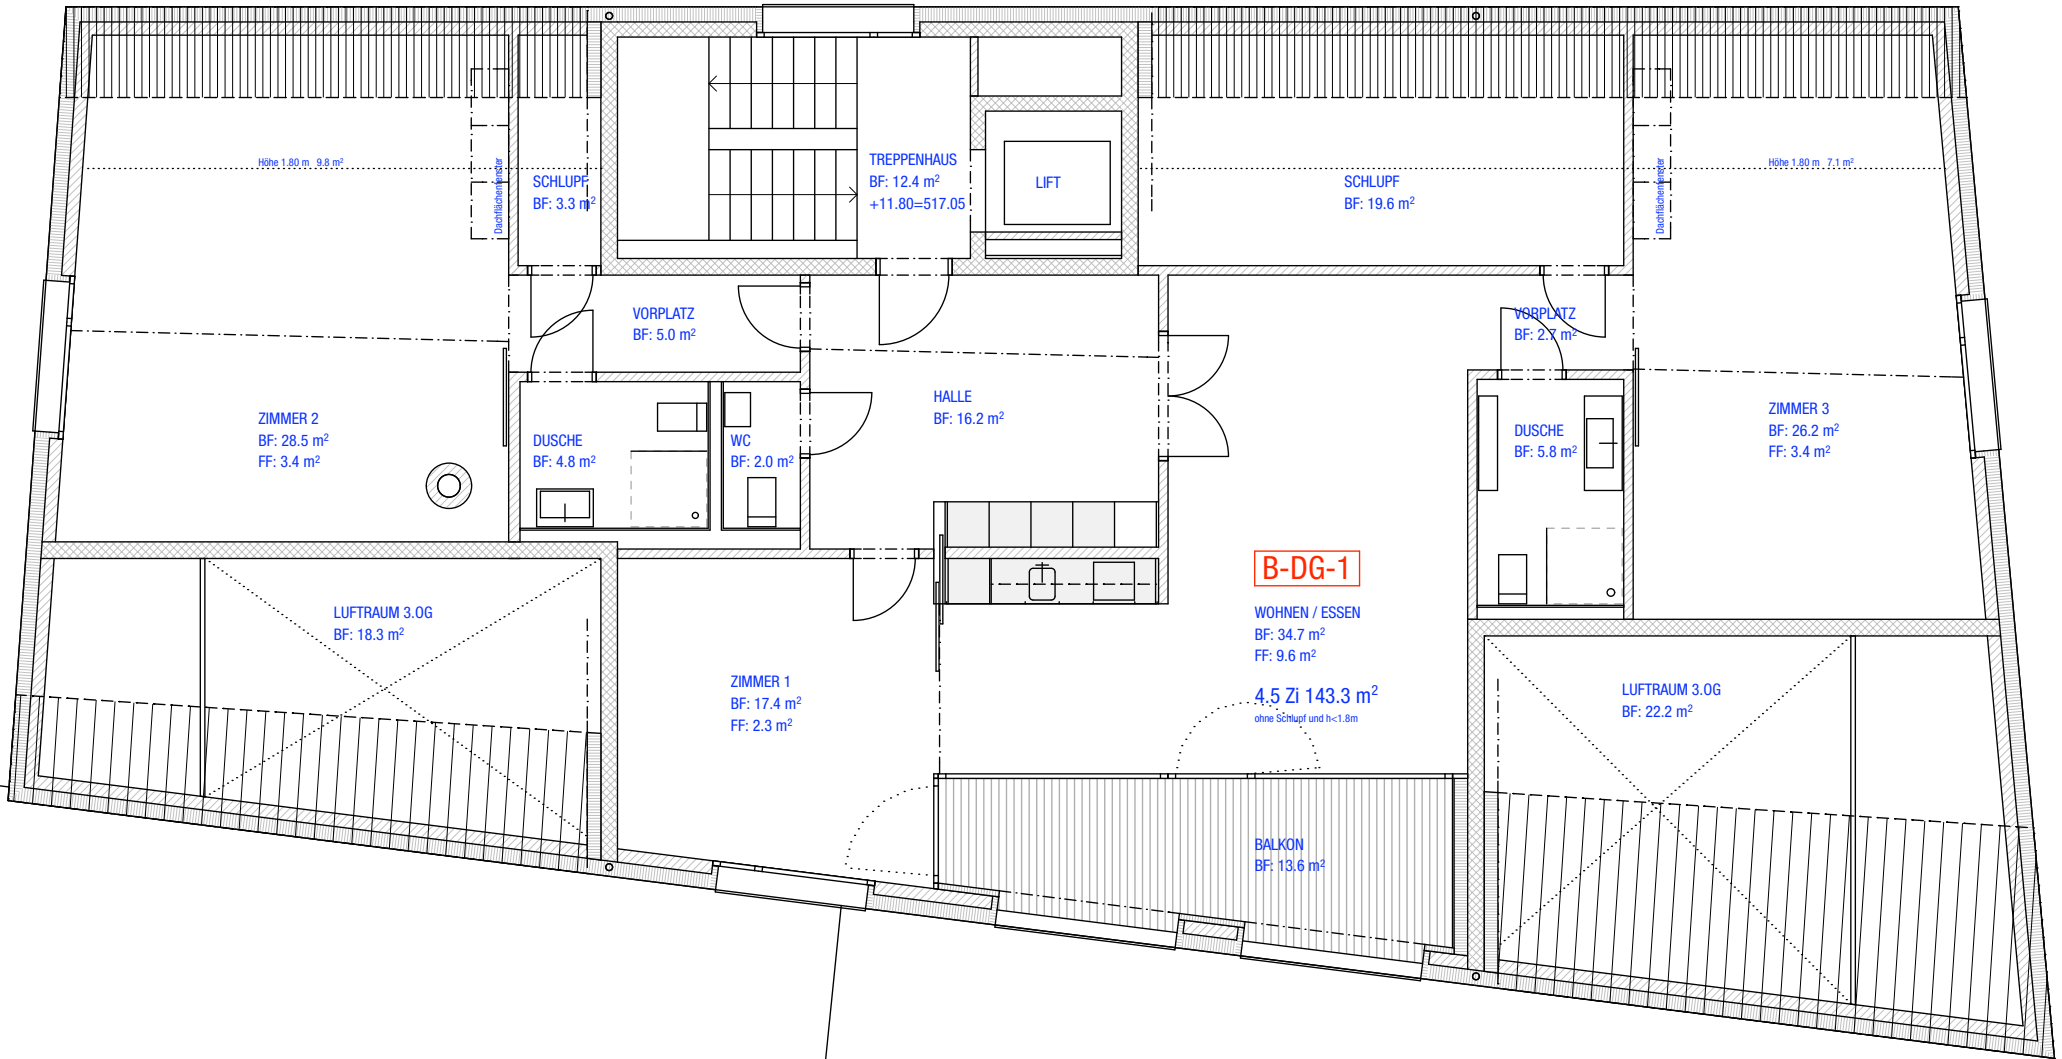 Höhe 1.80 m 9.8 m²
Dachflächenfenster
SCHLUPF
BF: 3.3 m²
TREPPENHAUS
BF: 12.4 m²
+11.80=517.05
LIFT
SCHLUPF
BF: 19.6 m²
Dachflächenfenster
Höhe 1.80 m 7.1 m²
VORPLATZ
BF: 5.0 m²
VORPLATZ
BF: 2.7 m²
ZIMMER 2
BF: 28.5 m²
FF: 3.4 m²
DUSCHE
BF: 4.8 m²
WC
BF: 2.0 m²
HALLE
BF: 16.2 m²
DUSCHE
BF: 5.8 m²
ZIMMER 3
BF: 26.2 m²
FF: 3.4 m²
LUFTRAUM 3.OG
BF: 18.3 m²
ZIMMER 1
BF: 17.4 m²
FF: 2.3 m²
B-DG-1
WOHNEN / ESSEN
BF: 34.7 m²
FF: 9.6 m²
4.5 Zi 143.3 m²
ohne Schlupf und h<1.8m
LUFTRAUM 3.OG
BF: 22.2 m²
BALKON
BF: 13.6 m²